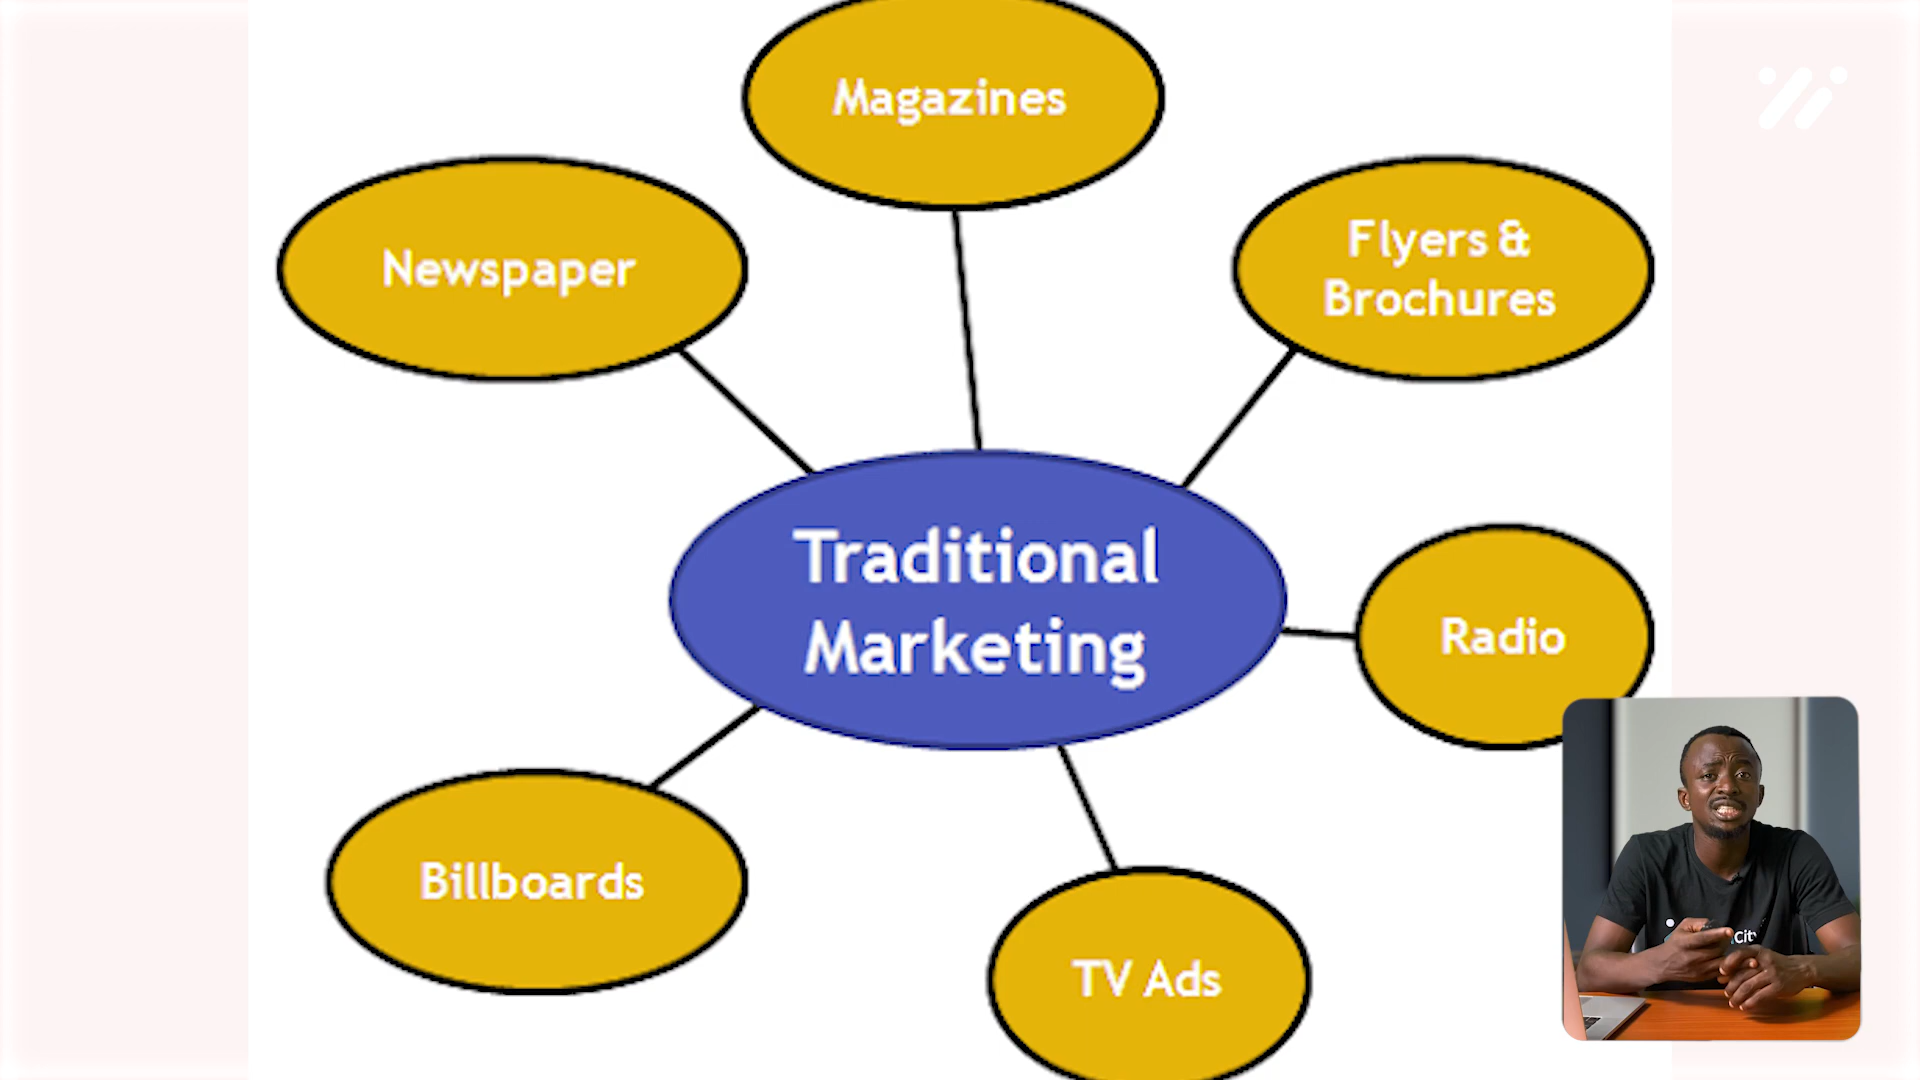 Magazines
Newspaper
Flyers &
Brochures
Traditional
Marketing
Radio
Billboards
TV Ads